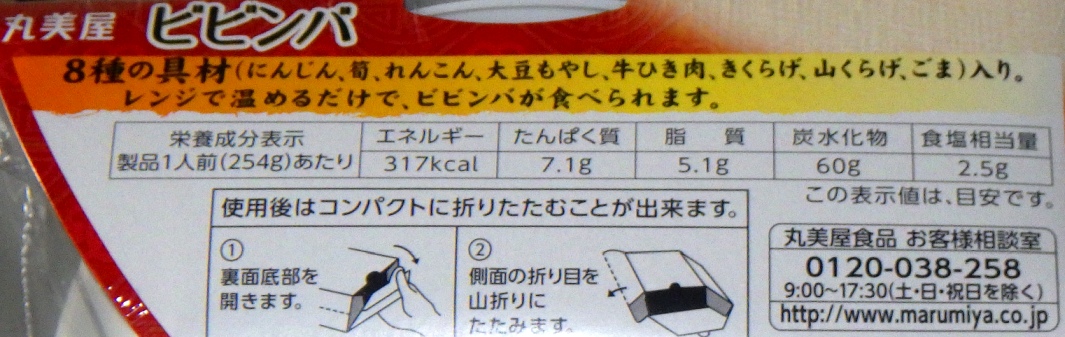 丸美屋 ビビンバ
8種の具材(にんじん、筍、れんこん、大豆もやし、牛ひき肉、きくらげ、山くらげ、ごま)入り。
レンジで温めるだけで、ビビンバが食べられます。
栄養成分表示 エネルギー たんぱく質 脂 質 炭水化物 食塩相当量
製品1人前(254g)あたり 317kcal 7.1g 5.1g 60g 2.5g
この表示値は、目安です。
使用後はコンパクトに折りたたむことが出来ます。
①
裏面底部を
開きます。
②
側面の折り目を
山折りに
たたみます。
丸美屋食品 お客様相談室
0120-038-258
9:00~17:30(土・日・祝日を除く)
http://www.marumiya.co.jp